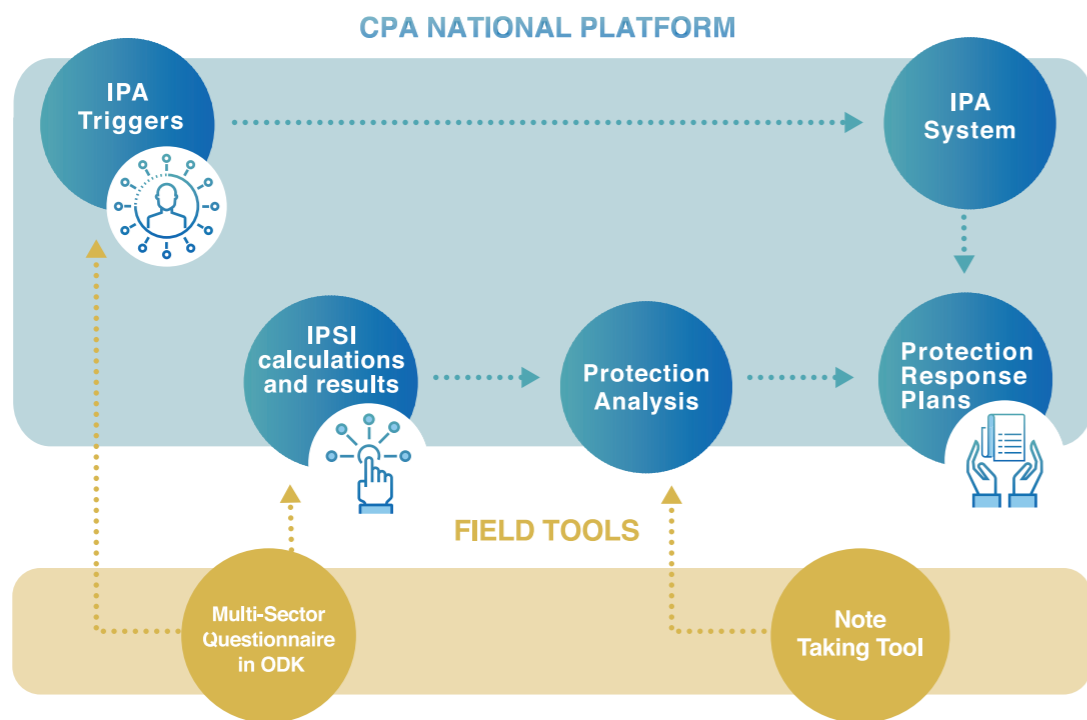 CPA NATIONAL PLATFORM
IPA
Triggers
IPA
System
IPSI
calculations
and results
Protection
Analysis
Protection
Response
Plans
FIELD TOOLS
Multi-Sector
Questionnaire
in ODK
Note
Taking Tool